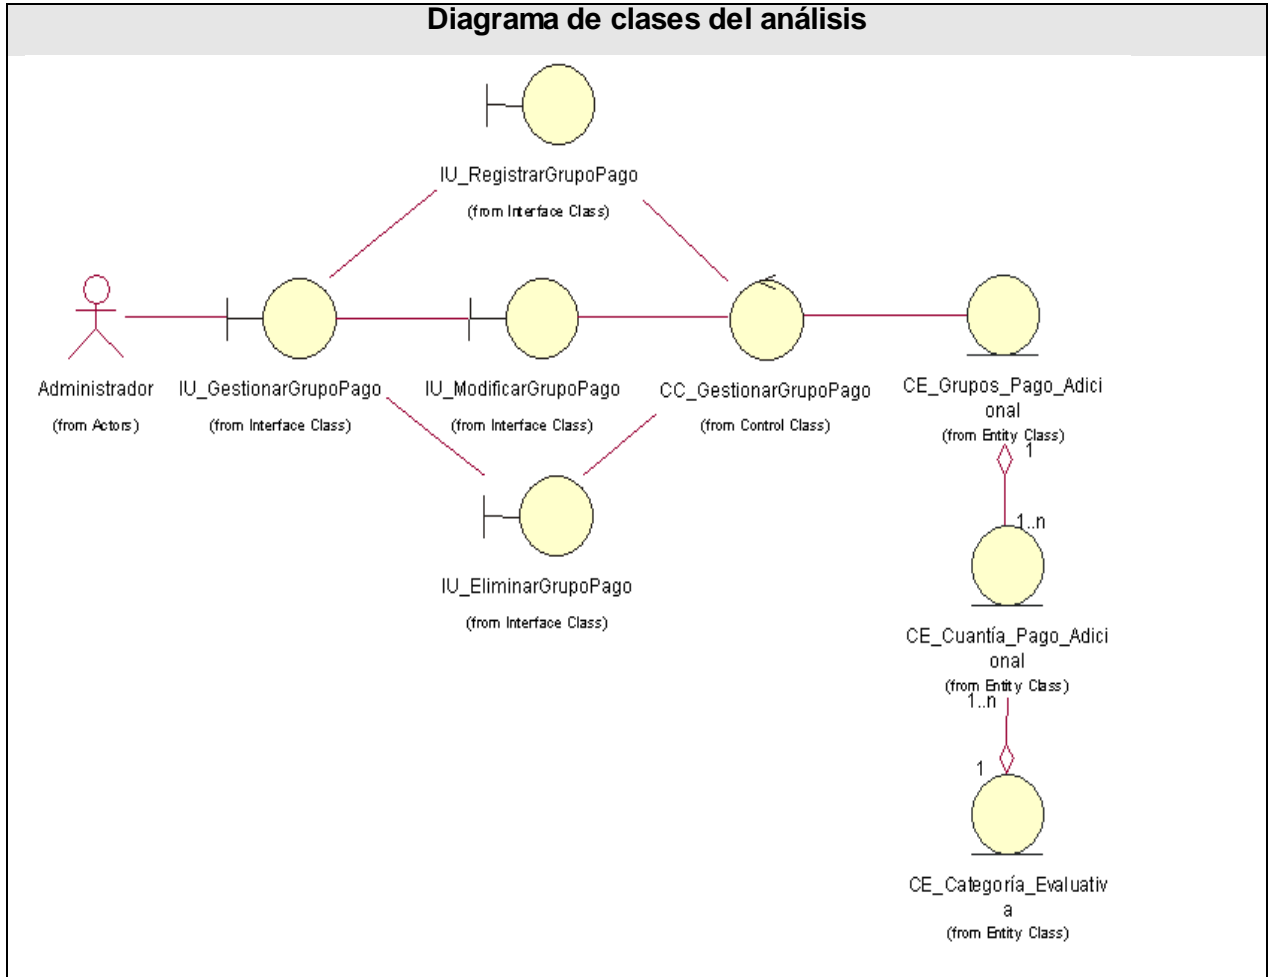 Diagrama de clases del análisis
IU_RegistrarGrupoPago
(from Interface Class)
Administrador
(from Actors)
IU_GestionarGrupoPago
(from Interface Class)
IU_ModificarGrupoPago
(from Interface Class)
CC_GestionarGrupoPago
(from Control Class)
CE_Grupos_Pago_Adici
onal
(from Entity Class)
1
1..n
IU_EliminarGrupoPago
(from Interface Class)
CE_Cuantía_Pago_Adici
onal
(from Entity Class)
1..n
1
CE_Categoría_Evaluativ
a
(from Entity Class)